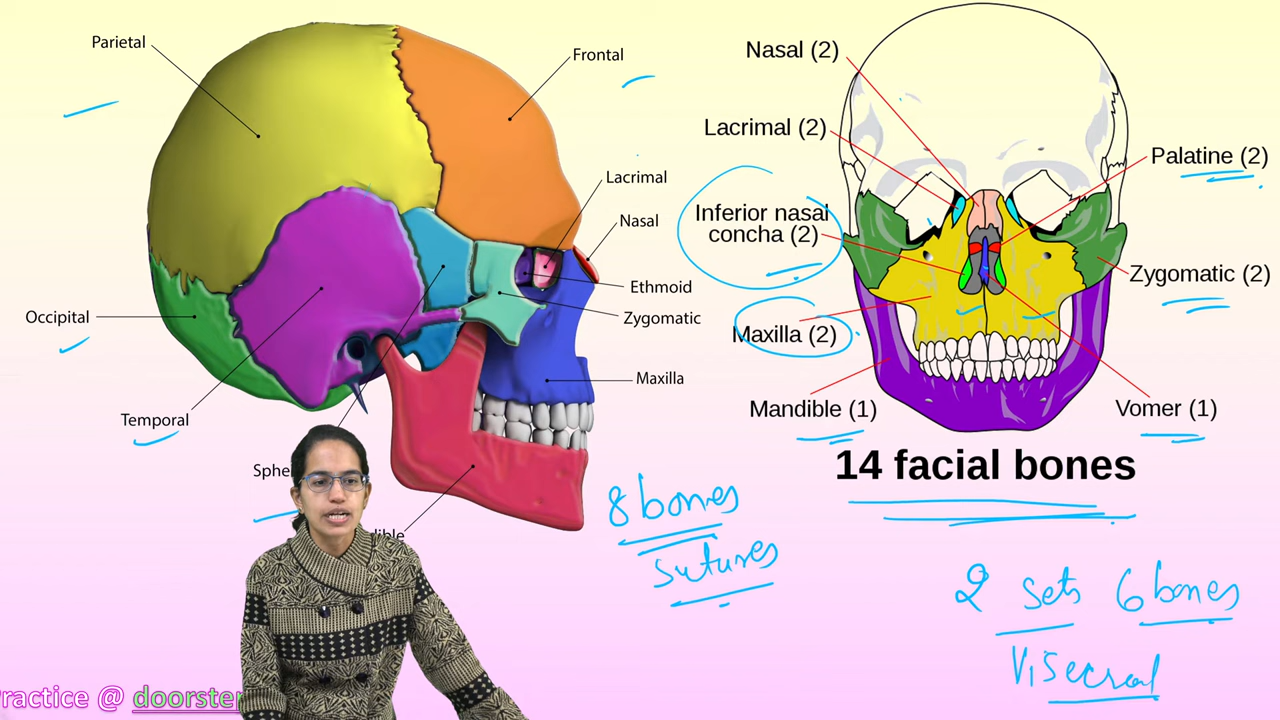 Parietal
Frontal
Lacrimal
Nasal
Ethmoid
Zygomatic
Maxilla
Occipital
Temporal
Sphe
dible
Nasal (2)
Lacrimal (2)
Inferior nasal
concha (2)
Maxilla (2)
Mandible (1)
Palatine (2)
Zygomatic (2)
Vomer (1)
14 facial bones
8 bones
sutures
2 sets 6 bones
Visecral
ractice @ doorste